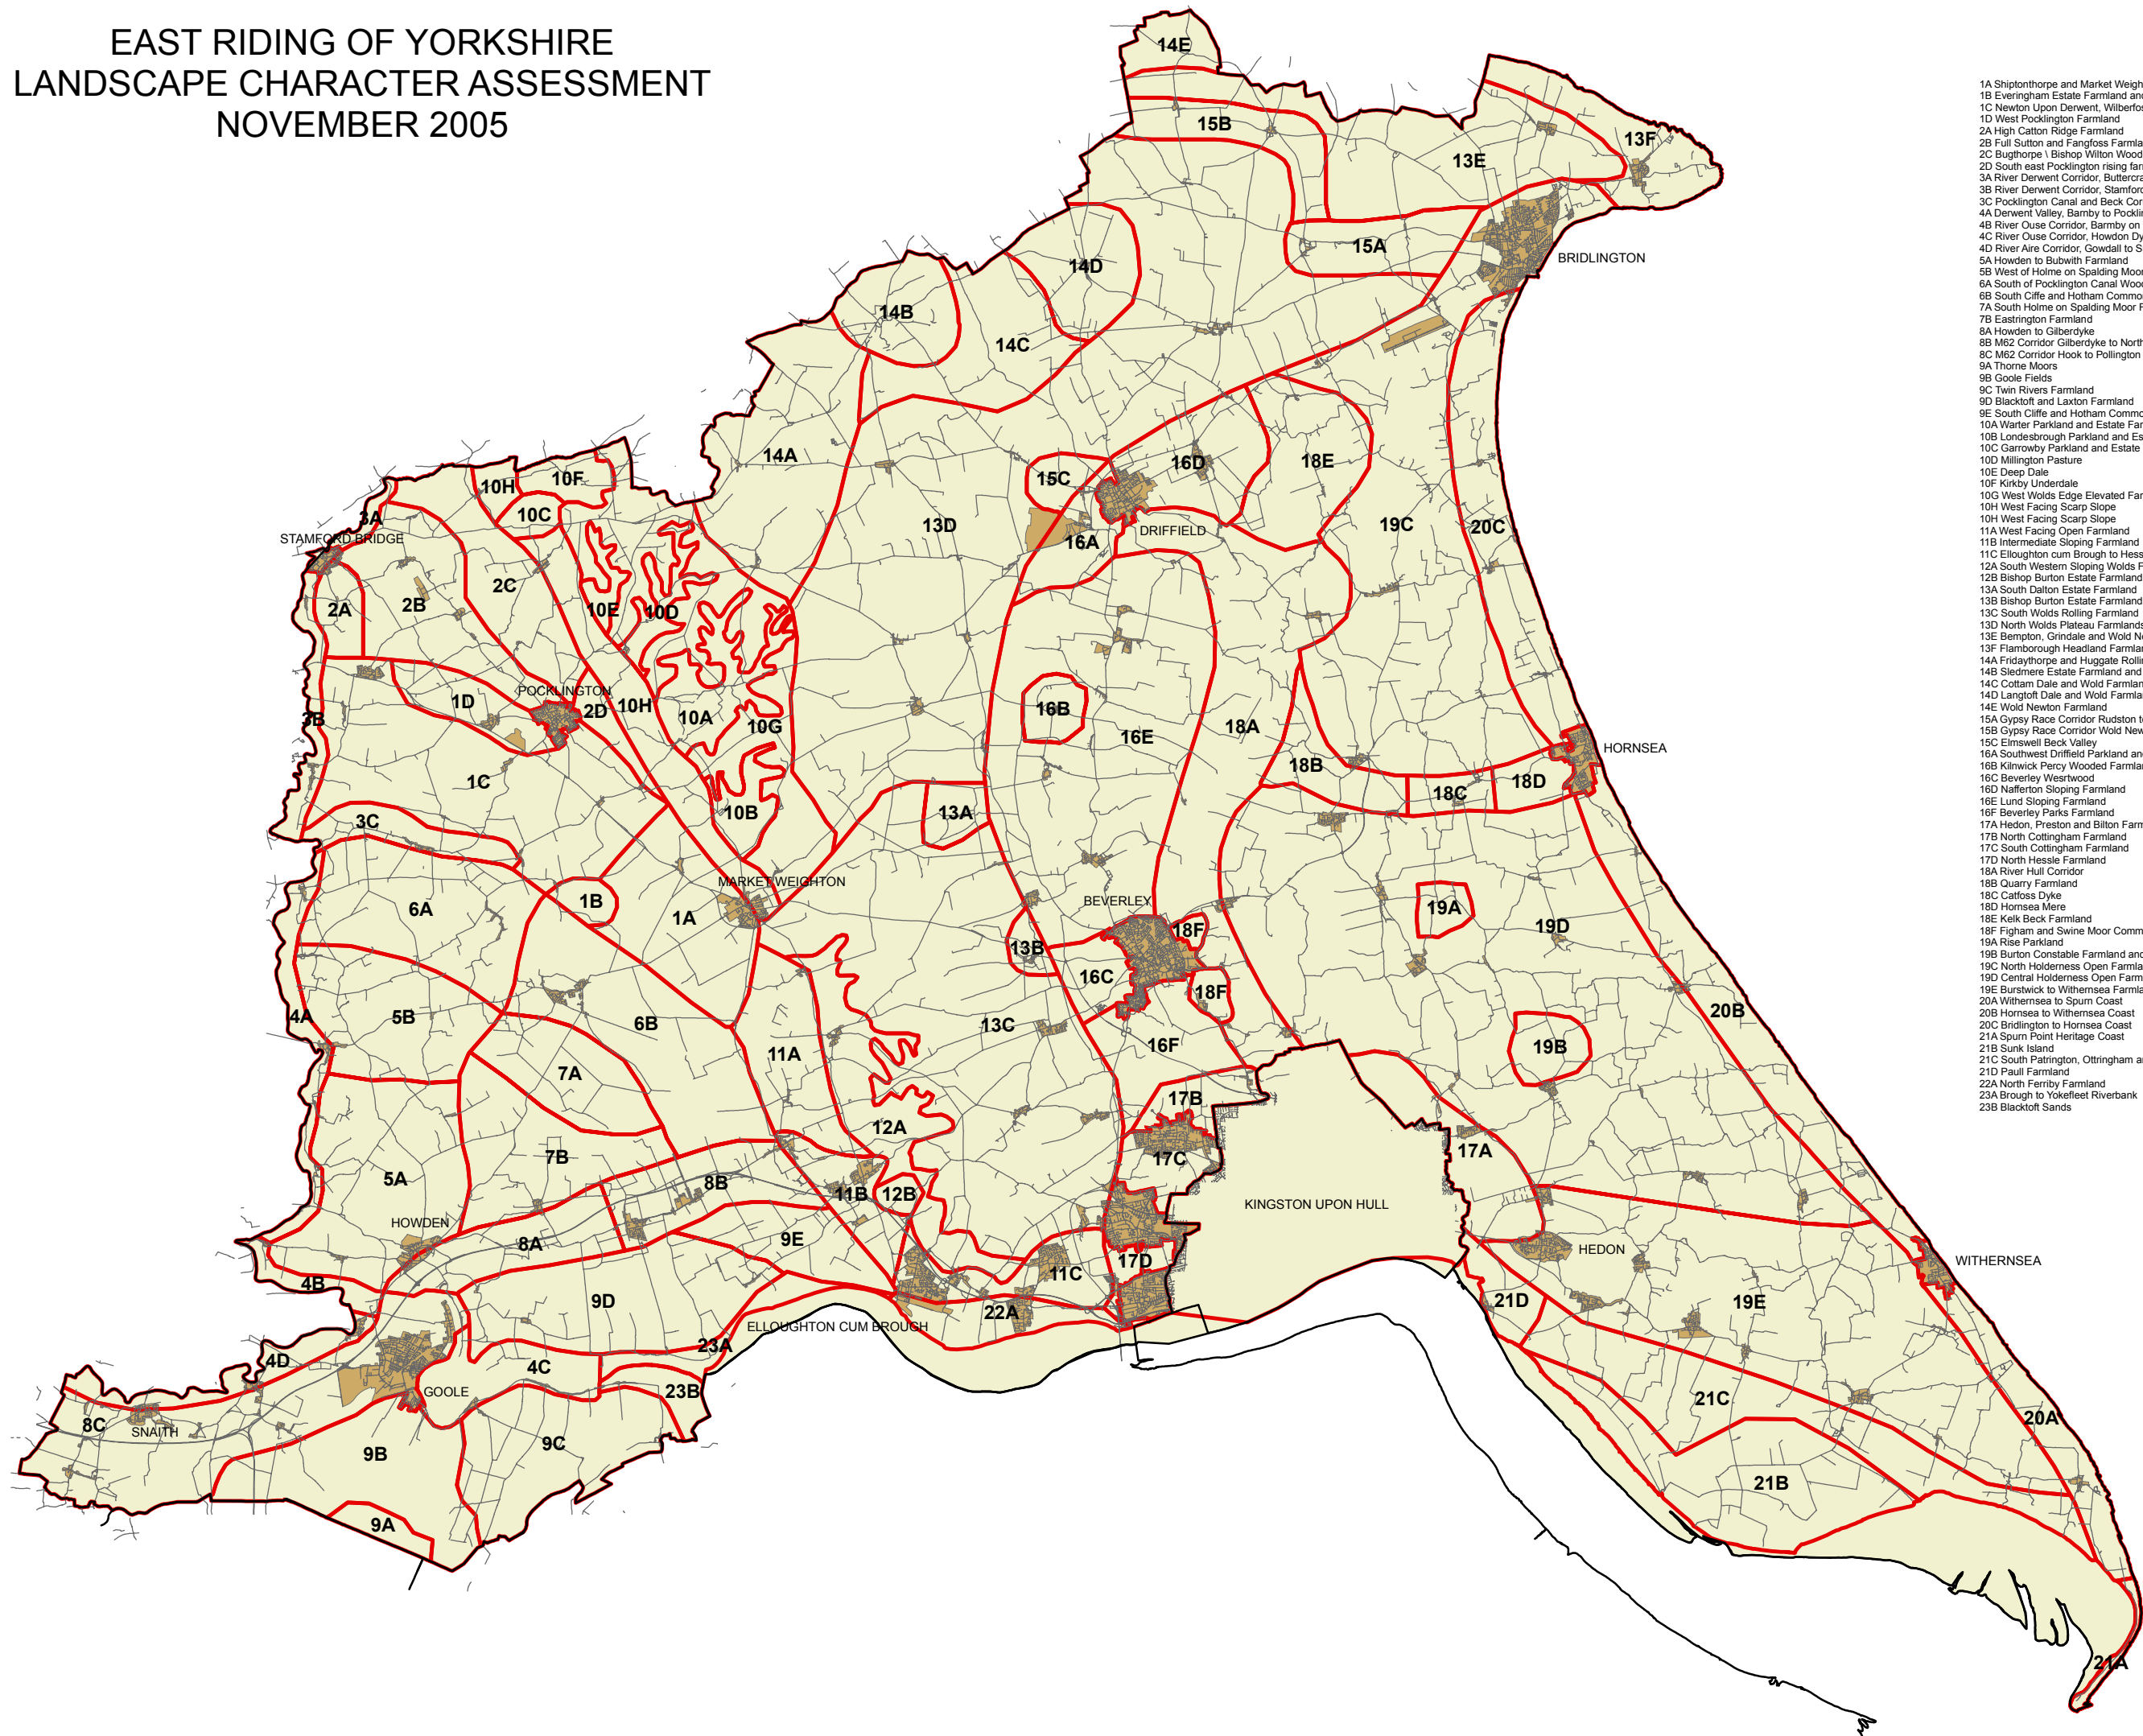 EAST RIDING OF YORKSHIRE
LANDSCAPE CHARACTER ASSESSMENT
NOVEMBER 2005
14E
15B
13F
13E
15A
BRIDLINGTON
14D
14B
14C
14A
16D
18E
10F
10H
15C
10C
3A
13D
19C
20C
DRIFFIELD
STAMFORD BRIDGE
16A
2C
2B
2A
10E
10D
POCKLINGTON
1D
2D
10H
10A
16B
3B
10G
16E
18A
HORNSEA
18B
1C
18D
18C
10B
13A
3C
MARKET WEIGHTON
1B
BEVERLEY
6A
1A
19A
18F
19D
13B
16C
18F
20B
4A
5B
6B
13C
16F
19B
11A
7A
17B
12A
17A
7B
17C
5A
8B
11B
12B
KINGSTON UPON HULL
HOWDEN
9E
8A
HEDON
17D
WITHERNSEA
11C
4B
9D
21D
19E
22A
ELLOUGHTON CUM BROUGH
23A
4D
4C
GOOLE
23B
21C
8C
SNAITH
20A
9C
9B
21B
9A
21A
1A Shiptonthorpe and Market Weigh
1B Everingham Estate Farmland and
1C Newton Upon Derwent, Wilberfos
1D West Pocklington Farmland
2A High Catton Ridge Farmland
2B Full Sutton and Fangfoss Farmla
2C Bugthorpe \ Bishop Wilton Wood
2D South east Pocklington rising far
3A River Derwent Corridor, Buttercra
3B River Derwent Corridor, Stamford
3C Pocklington Canal and Beck Cor
4A Derwent Valley, Barnby to Pocklin
4B River Ouse Corridor, Barmby on
4C River Ouse Corridor, Howdon Dy
4D River Aire Corridor, Gowdall to S
5A Howden to Bubwith Farmland
5B West of Holme on Spalding Moor
6A South of Pocklington Canal Wood
6B South Ciffe and Hotham Commo
7A South Holme on Spalding Moor F
7B Eastrington Farmland
8A Howden to Gilberdyke
8B M62 Corridor Gilberdyke to North
8C M62 Corridor Hook to Pollington
9A Thorne Moors
9B Goole Fields
9C Twin Rivers Farmland
9D Blacktoft and Laxton Farmland
9E South Cliffe and Hotham Commo
10A Warter Parkland and Estate Far
10B Londesbrough Parkland and Es
10C Garrowby Parkland and Estate
10D Millington Pasture
10E Deep Dale
10F Kirkby Underdale
10G West Wolds Edge Elevated Far
10H West Facing Scarp Slope
10H West Facing Scarp Slope
11A West Facing Open Farmland
11B Intermediate Sloping Farmland
11C Elloughton cum Brough to Hess
12A South Western Sloping Wolds F
12B Bishop Burton Estate Farmland
13A South Dalton Estate Farmland
13B Bishop Burton Estate Farmland
13C South Wolds Rolling Farmland
13D North Wolds Plateau Farmlands
13E Bempton, Grindale and Wold Ne
13F Flamborough Headland Farmlan
14A Fridaythorpe and Huggate Rolli
14B Sledmere Estate Farmland and
14C Cottam Dale and Wold Farmlan
14D Langtoft Dale and Wold Farmla
14E Wold Newton Farmland
15A Gypsy Race Corridor Rudston to
15B Gypsy Race Corridor Wold New
15C Elmswell Beck Valley
16A Southwest Driffield Parkland and
16B Kilnwick Percy Wooded Farmlan
16C Beverley Wesrtwood
16D Nafferton Sloping Farmland
16E Lund Sloping Farmland
16F Beverley Parks Farmland
17A Hedon, Preston and Bilton Farm
17B North Cottingham Farmland
17C South Cottingham Farmland
17D North Hessle Farmland
18A River Hull Corridor
18B Quarry Farmland
18C Catfoss Dyke
18D Hornsea Mere
18E Kelk Beck Farmland
18F Figham and Swine Moor Comm
19A Rise Parkland
19B Burton Constable Farmland and
19C North Holderness Open Farmla
19D Central Holderness Open Farm
19E Burstwick to Withernsea Farmla
20A Withernsea to Spurn Coast
20B Hornsea to Withernsea Coast
20C Bridlington to Hornsea Coast
21A Spurn Point Heritage Coast
21B Sunk Island
21C South Patrington, Ottringham a
21D Paull Farmland
22A North Ferriby Farmland
23A Brough to Yokefleet Riverbank
23B Blacktoft Sands